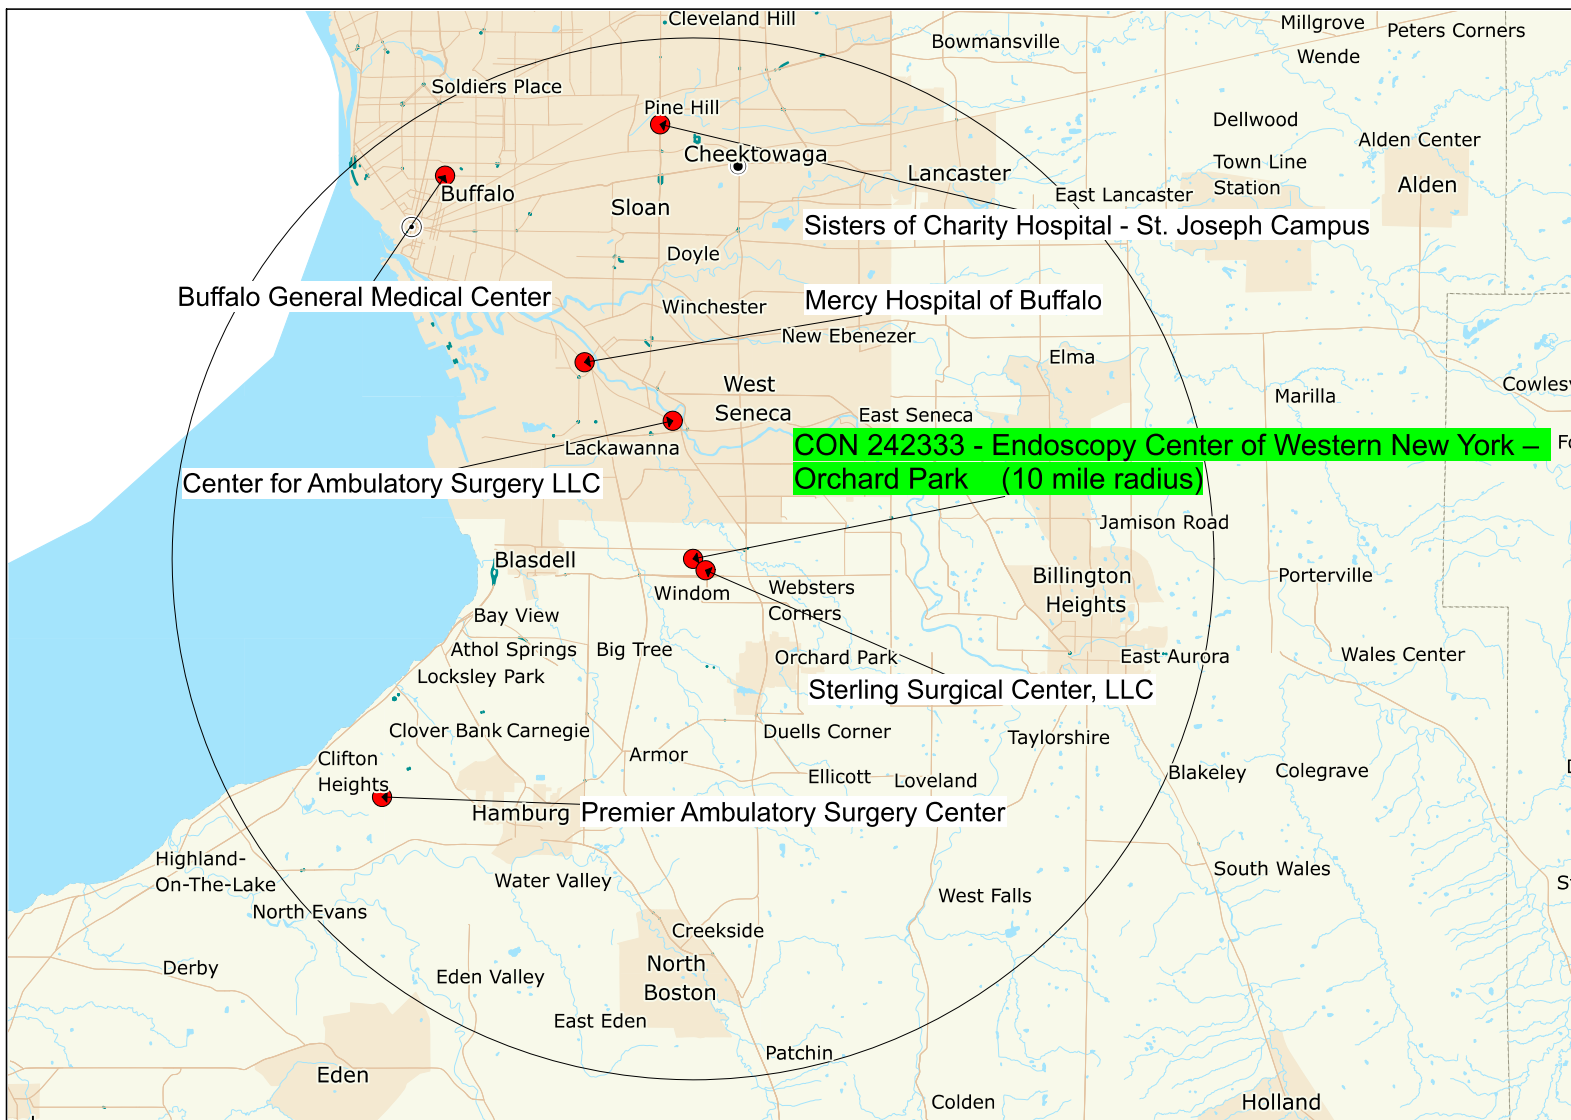 Cleveland Hill
Millgrove
Peters Corners
Bowmansville
Wende
Soldiers Place
Pine Hill
Dellwood
Alden Center
Cheektowaga
Town Line
Station
Lancaster
Alden
East Lancaster
Buffalo
Sloan
Sisters of Charity Hospital - St. Joseph Campus
Doyle
Buffalo General Medical Center
Mercy Hospital of Buffalo
Winchester
New Ebenezer
Elma
West
Seneca
Marilla
Cowlesv
East Seneca
Fo
CON 242333 - Endoscopy Center of Western New York –
Orchard Park (10 mile radius)
Lackawanna
Center for Ambulatory Surgery LLC
Jamison Road
Blasdell
Billington
Heights
Porterville
Windom
Websters
Corners
Bay View
Athol Springs
Big Tree
Orchard Park
East Aurora
Wales Center
Locksley Park
Sterling Surgical Center, LLC
Clover Bank
Carnegie
Duells Corner
Taylorshire
Clifton
Heights
Armor
Ellicott
Loveland
Blakeley
Colegrave
Hamburg
Premier Ambulatory Surgery Center
Highland-
On-The-Lake
Water Valley
South Wales
West Falls
North Evans
Creekside
Derby
Eden Valley
North
Boston
East Eden
Patchin
Eden
Colden
Holland